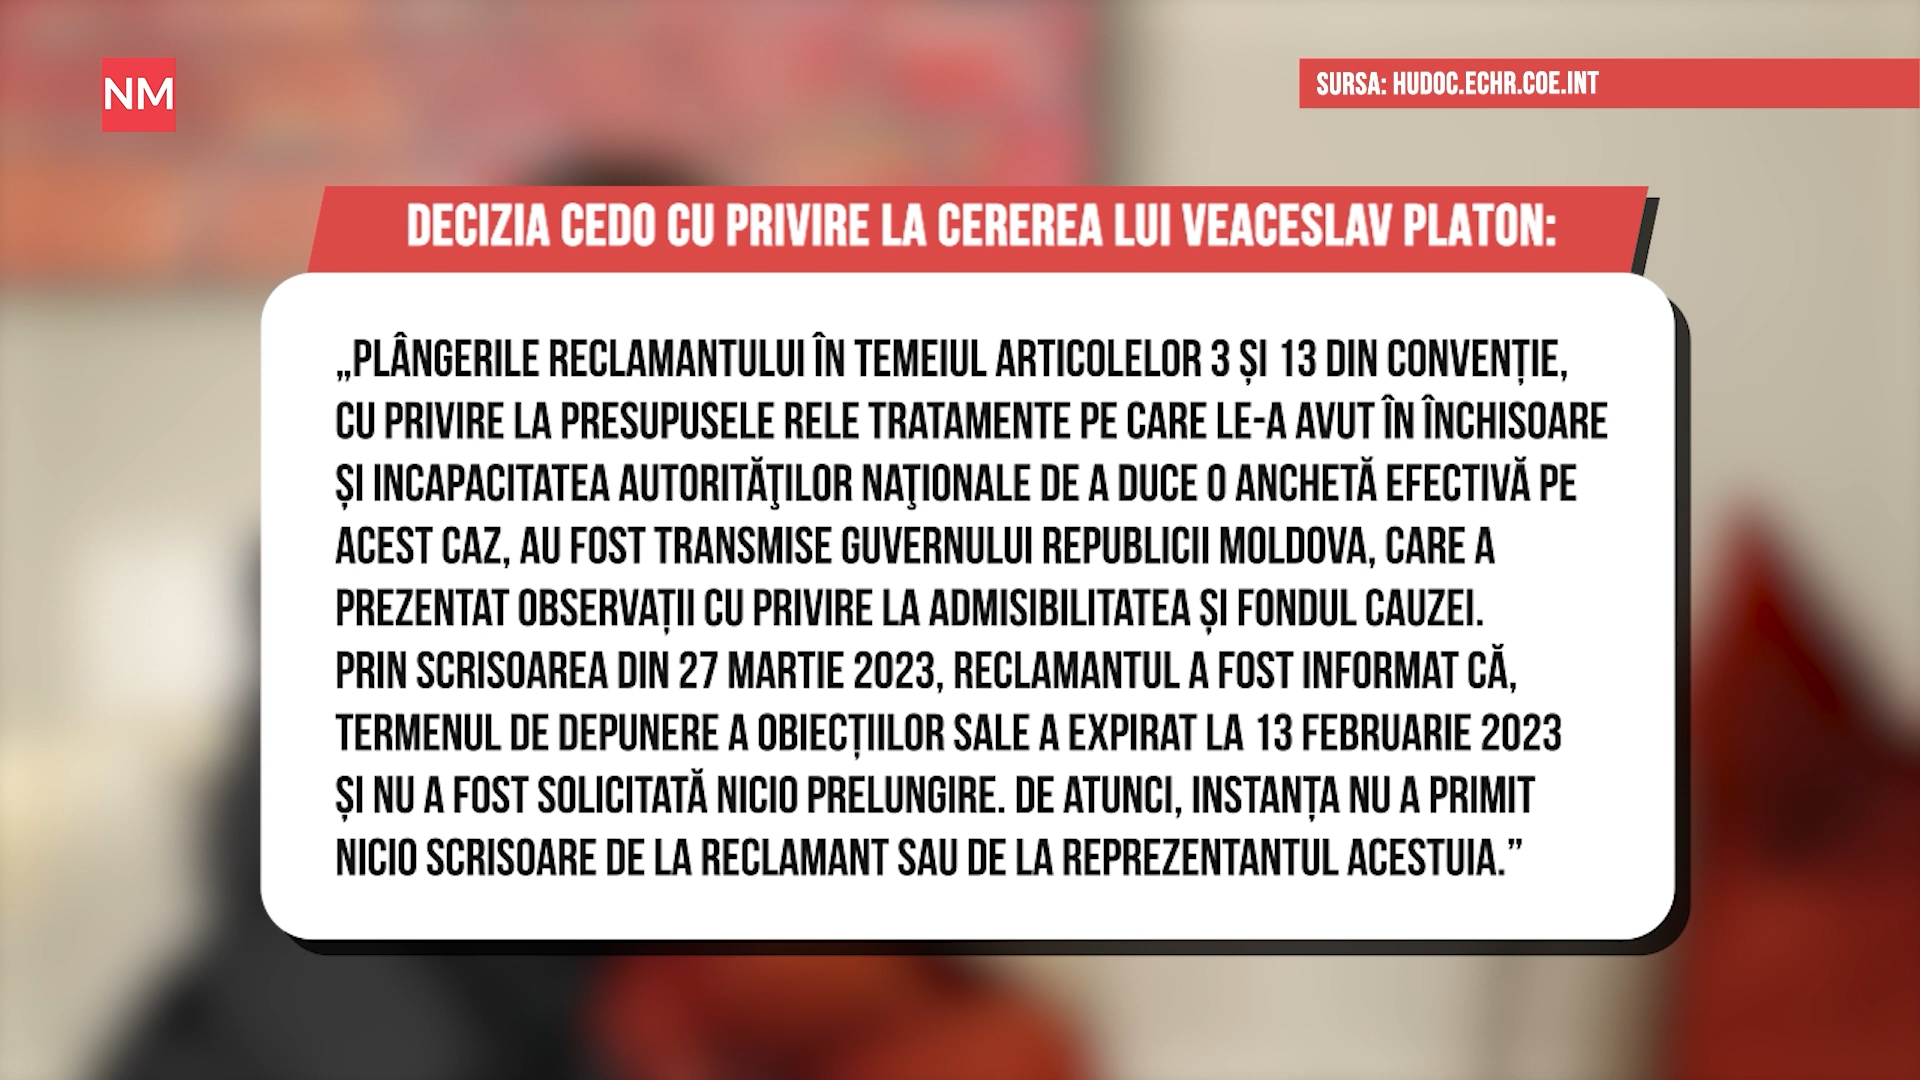 NM
SURSA: HUDOC.ECHR.COE.INT
DECIZIA CEDO CU PRIVIRE LA CEREREA LUI VEACESLAV PLATON:
„PLÂNGERILE RECLAMANTULUI ÎN TEMEIUL ARTICOLELOR 3 ȘI 13 DIN CONVENȚIE,
CU PRIVIRE LA PRESUPUSELE RELE TRATAMENTE PE CARE LE-A AVUT ÎN ÎNCHISOARE
ȘI INCAPACITATEA AUTORITĂŢILOR NAŢIONALE DE A DUCE O ANCHETĂ EFECTIVĂ PE
ACEST CAZ, AU FOST TRANSMISE GUVERNULUI REPUBLICII MOLDOVA, CARE A
PREZENTAT OBSERVAȚII CU PRIVIRE LA ADMISIBILITATEA ȘI FONDUL CAUZEI.
PRIN SCRISOAREA DIN 27 MARTIE 2023, RECLAMANTUL A FOST INFORMAT CĂ,
TERMENUL DE DEPUNERE A OBIECȚIILOR SALE A EXPIRAT LA 13 FEBRUARIE 2023
ȘI NU A FOST SOLICITATĂ NICIO PRELUNGIRE. DE ATUNCI, INSTANȚA NU A PRIMIT
NICIO SCRISOARE DE LA RECLAMANT SAU DE LA REPREZENTANTUL ACESTUIA.”